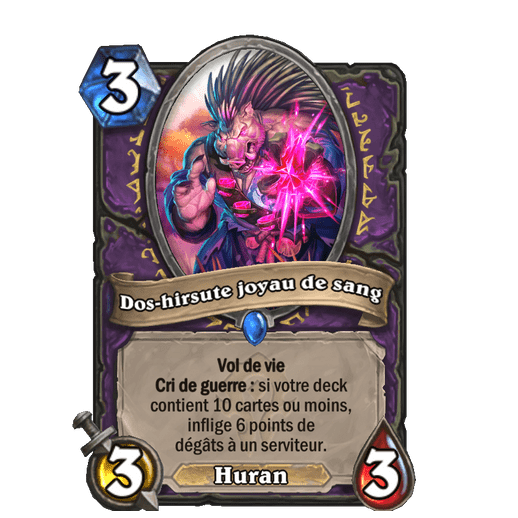 3
Dos-hirsute joyau de sang
Vol de vie
Cri de guerre : si votre deck
contient 10 cartes ou moins,
inflige 6 points de
dégâts à un serviteur.
3
Huran
3